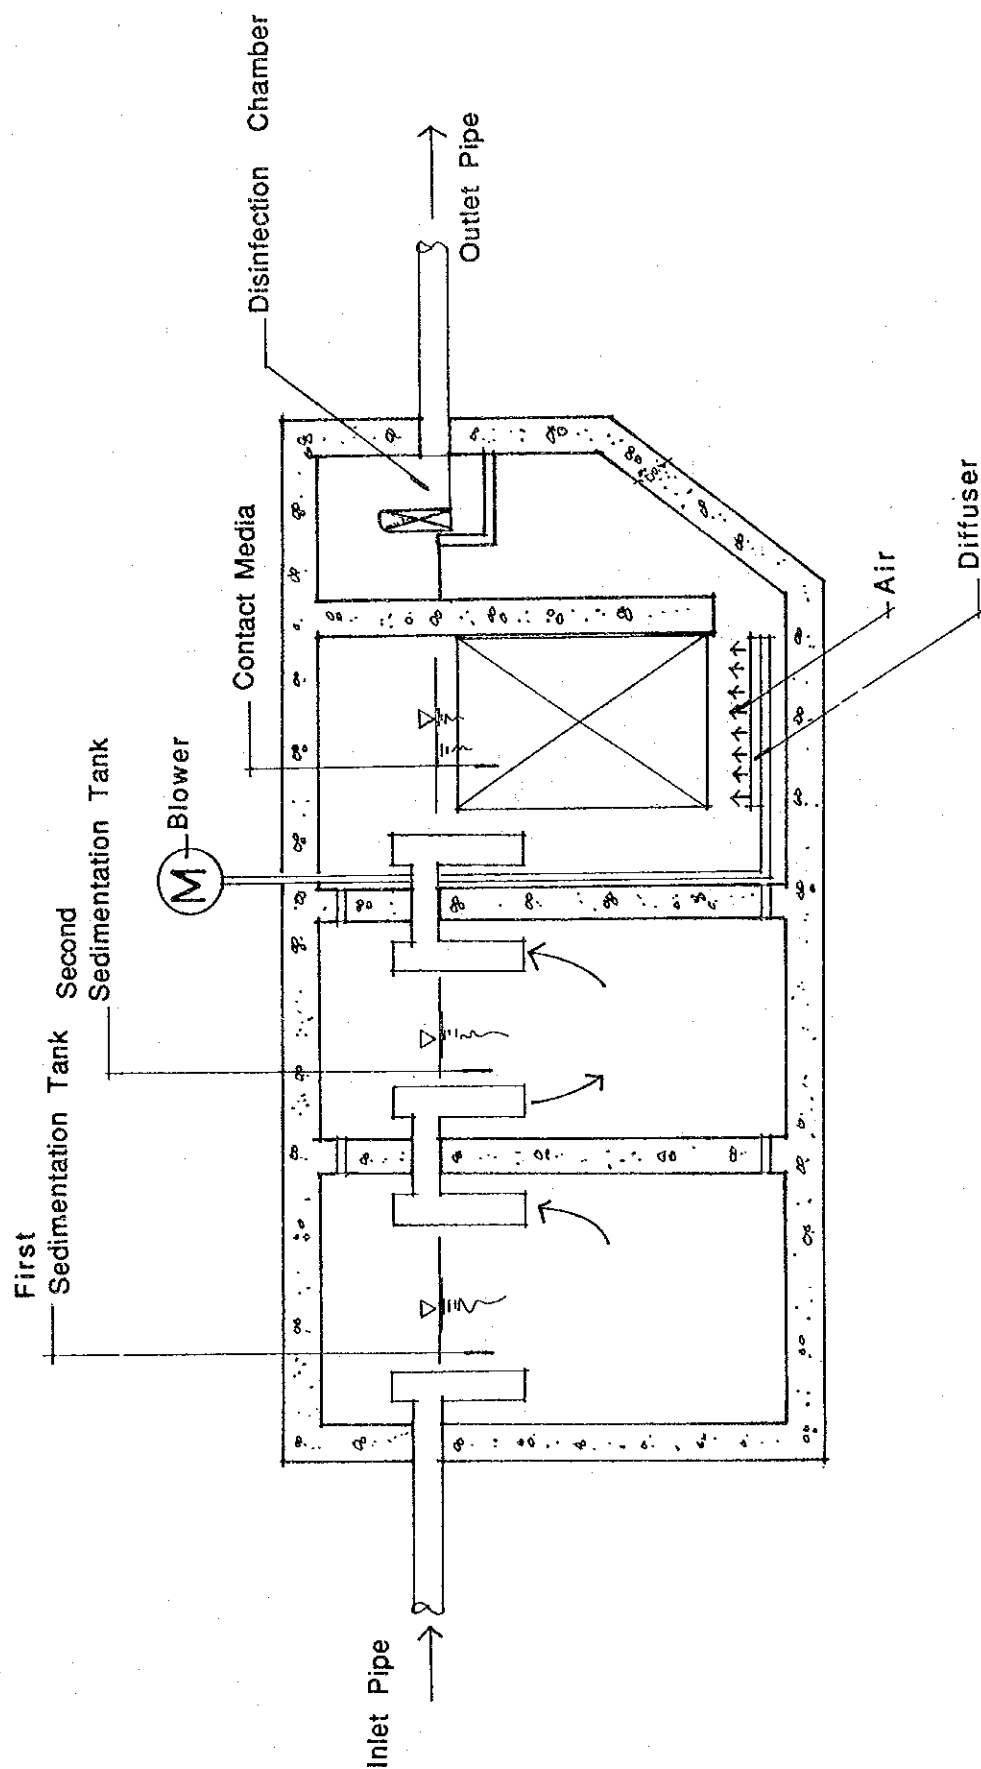 Inlet Pipe
First
Sedimentation Tank
Second
Sedimentation Tank
M
Blower
Contact Media
Disinfection Chamber
Outlet Pipe
Air
Diffuser